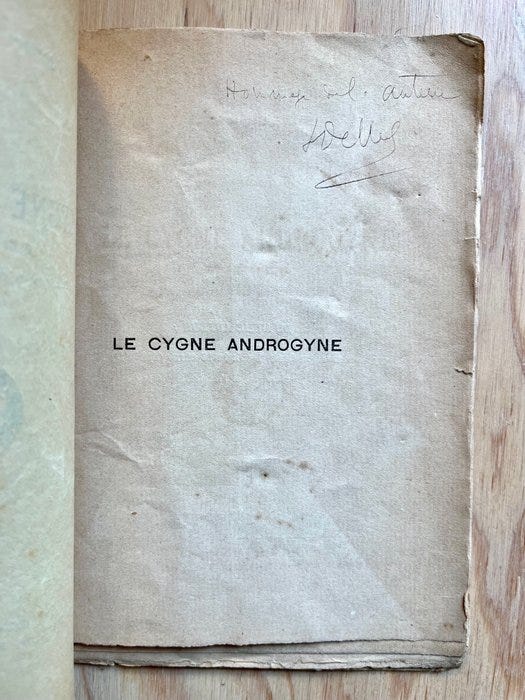 Hommage de l'auteur
LE CYGNE ANDROGYNE